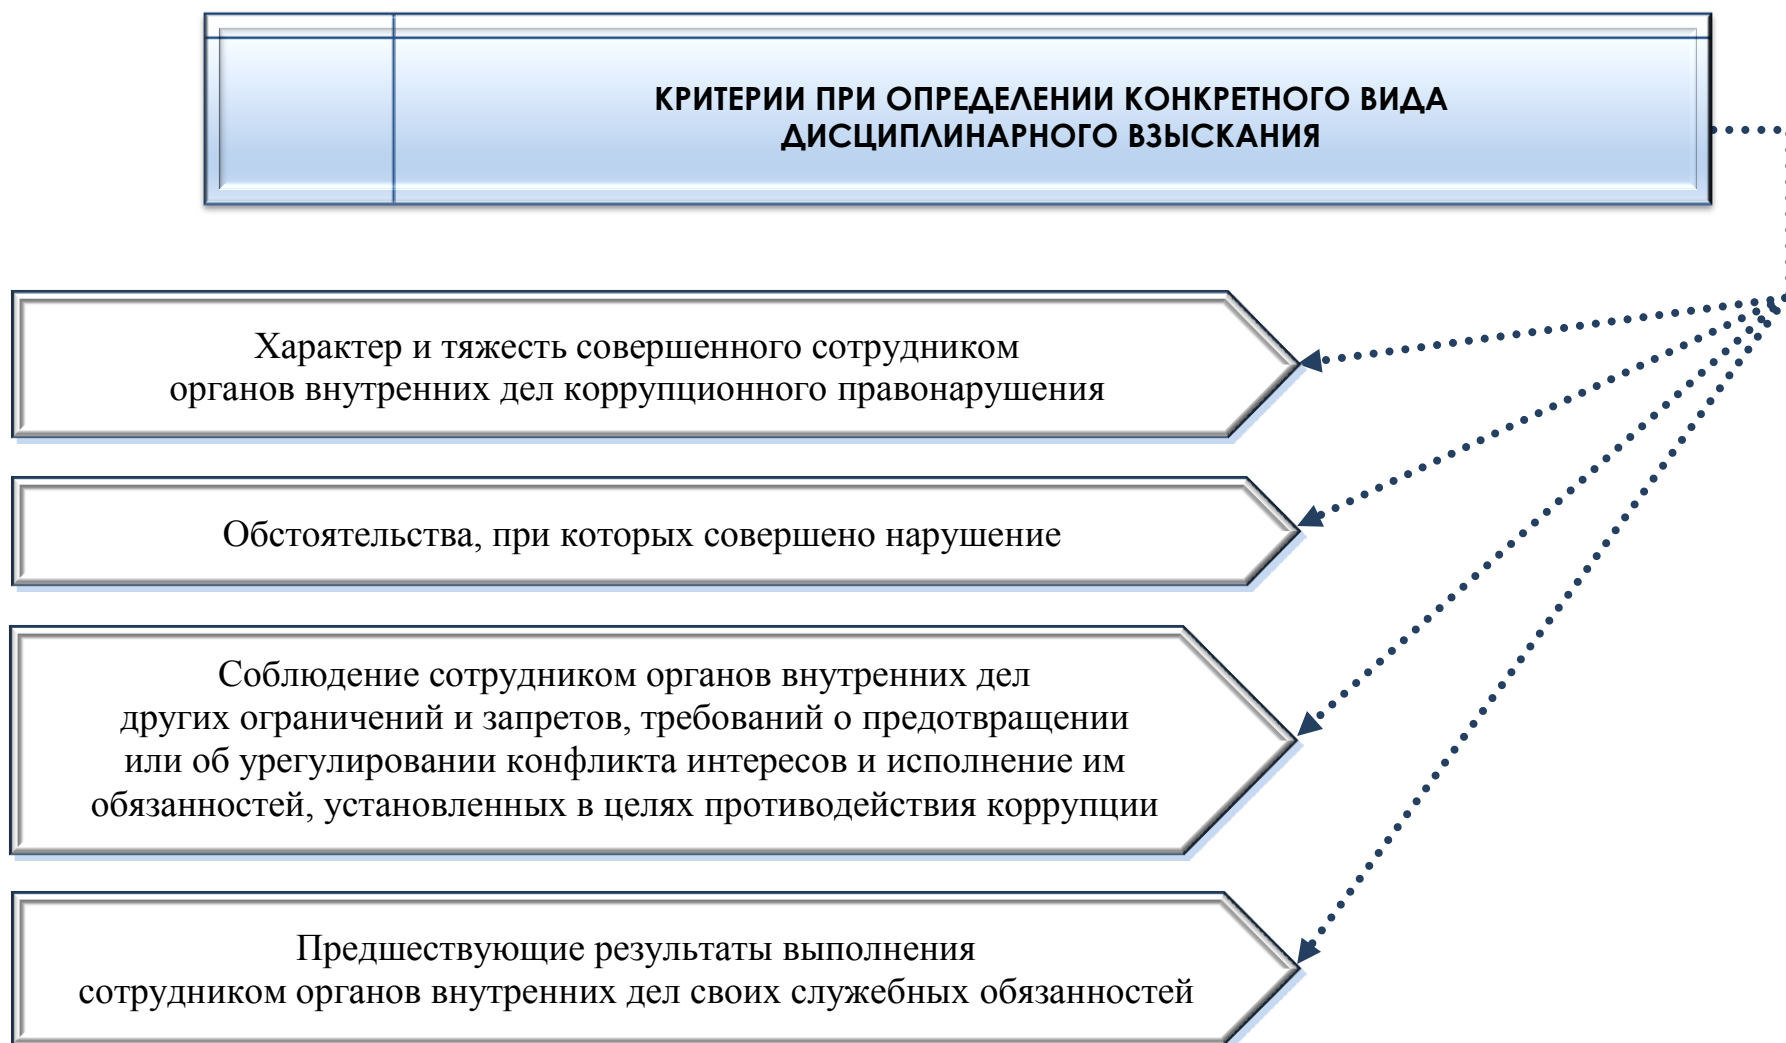 КРИТЕРИИ ПРИ ОПРЕДЕЛЕНИИ КОНКРЕТНОГО ВИДА
ДИСЦИПЛИНАРНОГО ВЗЫСКАНИЯ
Характер и тяжесть совершенного сотрудником
органов внутренних дел коррупционного правонарушения
Обстоятельства, при которых совершено нарушение
Соблюдение сотрудником органов внутренних дел
других ограничений и запретов, требований о предотвращении
или об урегулировании конфликта интересов и исполнение им
обязанностей, установленных в целях противодействия коррупции
Предшествующие результаты выполнения
сотрудником органов внутренних дел своих служебных обязанностей